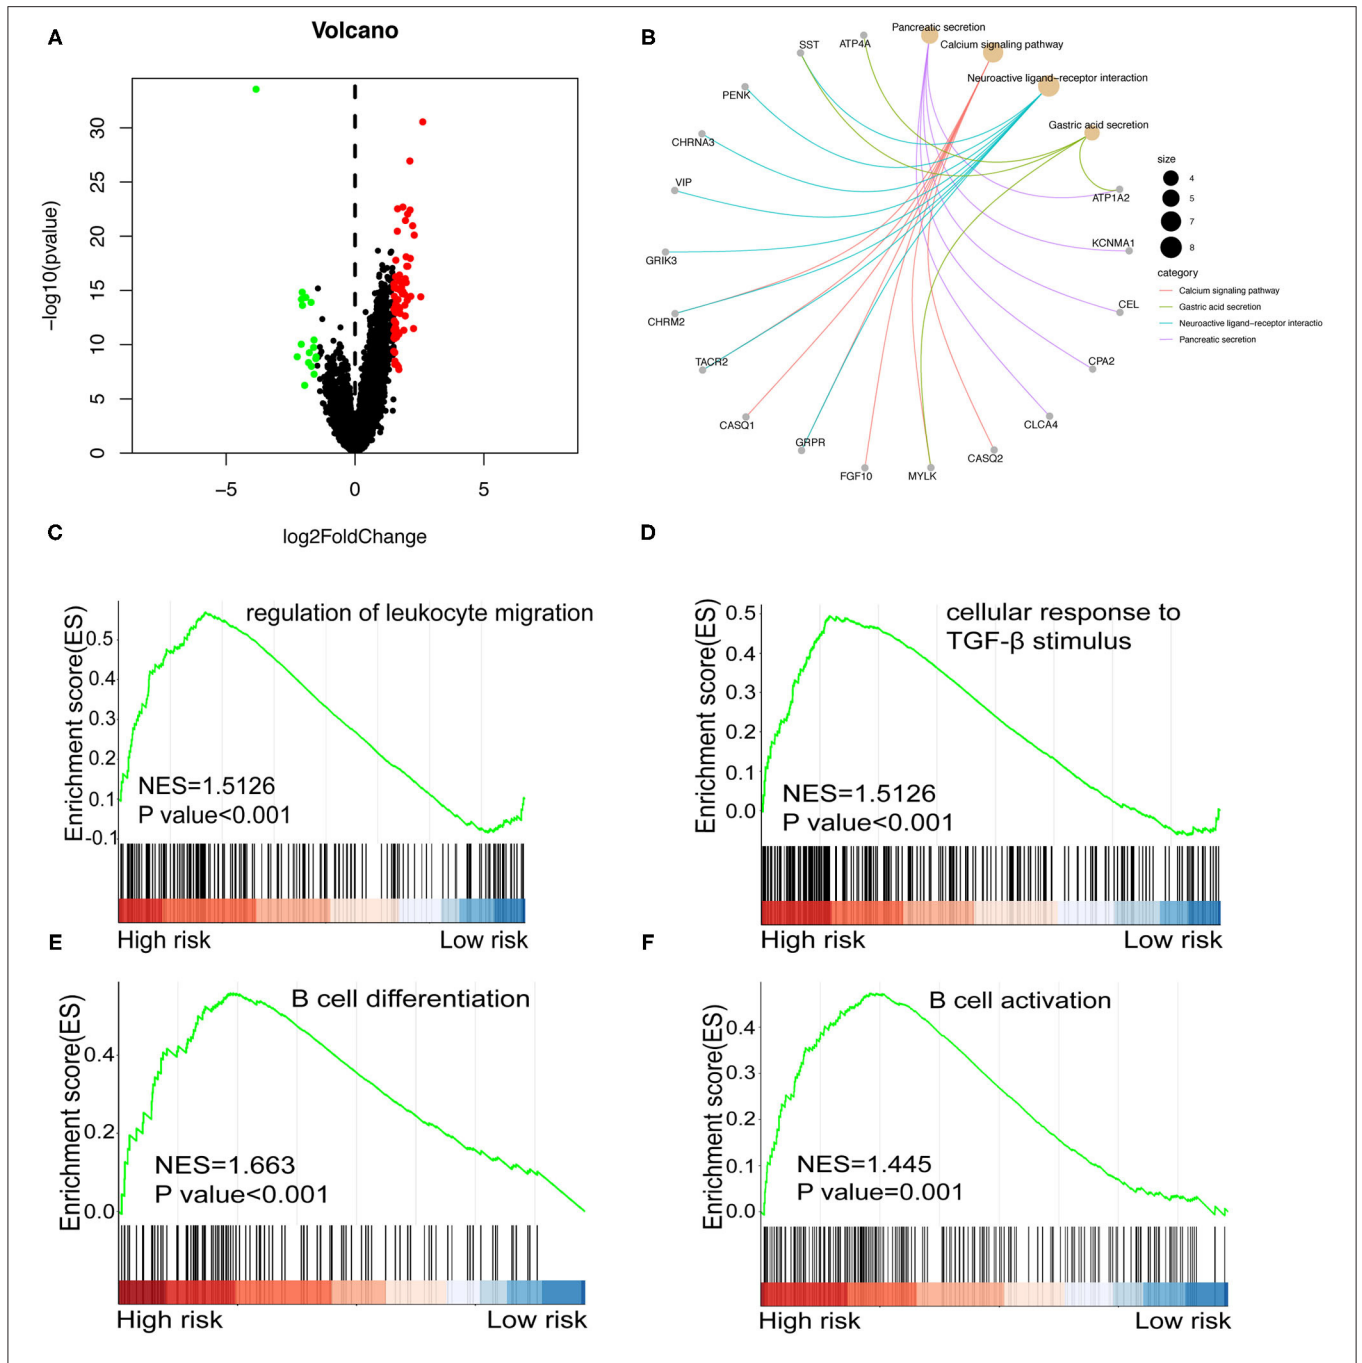 A
Volcano
−log10(pvalue)
30
25
20
15
10
5
0
−5
0
5
log2FoldChange
B
Pancreatic secretion
Calcium signaling pathway
Neuroactive ligand−receptor interaction
Gastric acid secretion
SST
ATP4A
PENK
CHRNA3
VIP
GRIK3
CHRM2
TACR2
CASQ1
GRPR
FGF10
MYLK
CASQ2
CLCA4
CPA2
CEL
KCNMA1
ATP1A2
size
4
5
7
8
category
Calcium signaling pathway
Gastric acid secretion
Neuroactive ligand−receptor interactio
Pancreatic secretion
C
regulation of leukocyte migration
Enrichment score(ES)
0.5
0.4
0.3
0.2
0.1
-0.1
NES=1.5126
P value<0.001
High risk
Low risk
D
cellular response to
TGF-β stimulus
Enrichment score(ES)
0.5
0.4
0.3
0.2
0.1
0.0
NES=1.5126
P value<0.001
High risk
Low risk
E
B cell differentiation
Enrichment score(ES)
0.4
0.2
0.0
NES=1.663
P value<0.001
High risk
Low risk
F
B cell activation
Enrichment score(ES)
0.4
0.3
0.2
0.1
0.0
NES=1.445
P value=0.001
High risk
Low risk